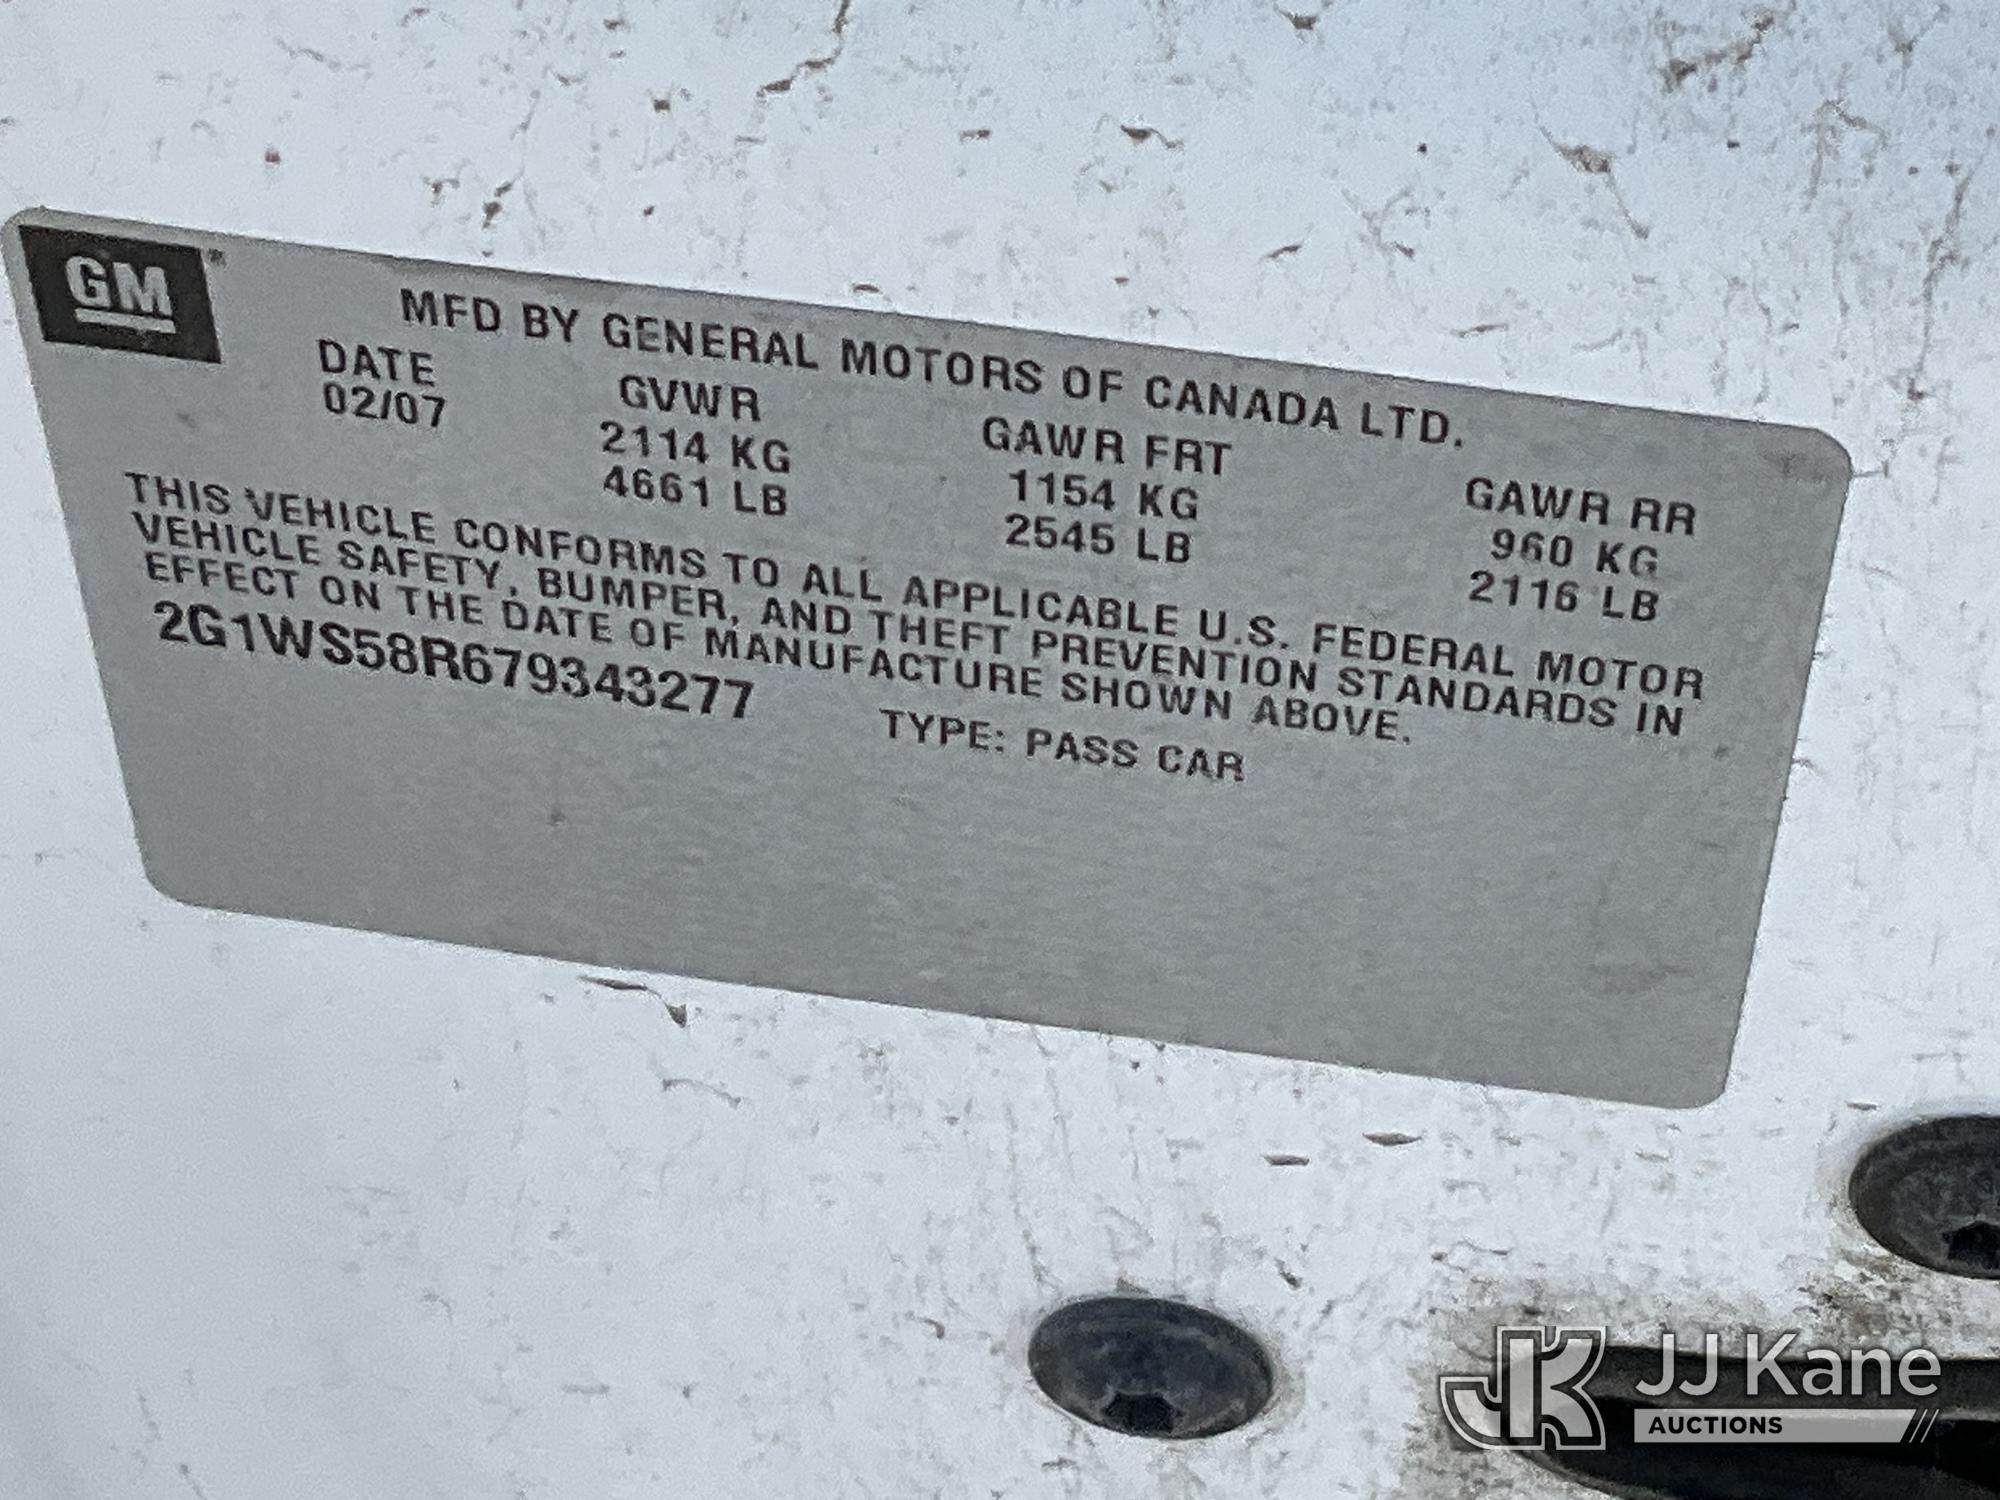 GM
MFD BY GENERAL MOTORS OF CANADA LTD.
DATE GVWR GAWR FRT GAWR RR
02/07 2114 KG 1154 KG 960 KG
4661 LB 2545 LB 2116 LB
THIS VEHICLE CONFORMS TO ALL APPLICABLE U.S. FEDERAL MOTOR
VEHICLE SAFETY, BUMPER, AND THEFT PREVENTION STANDARDS IN
EFFECT ON THE DATE OF MANUFACTURE SHOWN ABOVE.
2G1WS58R679343277 TYPE: PASS CAR
JK JJ Kane
AUCTIONS